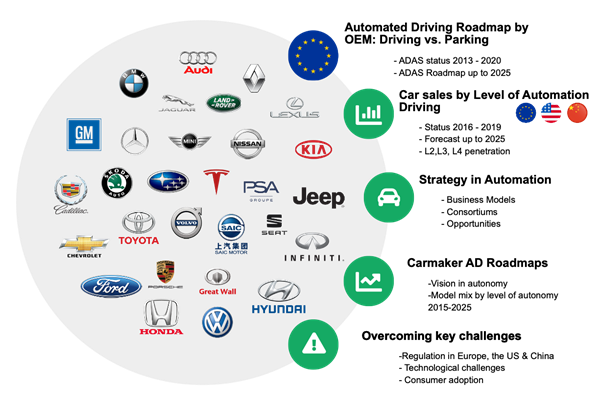 Automated Driving Roadmap by
OEM: Driving vs. Parking
- ADAS status 2013 - 2020
- ADAS Roadmap up to 2025
Car sales by Level of Automation
Driving
- Status 2016 - 2019
- Forecast up to 2025
- L2,L3, L4 penetration
Strategy in Automation
- Business Models
- Consortiums
- Opportunities
Carmaker AD Roadmaps
-Vision in autonomy
-Model mix by level of autonomy
2015-2025
Overcoming key challenges
-Regulation in Europe, the US & China
- Technological challenges
- Consumer adoption
BMW
Audi
JAGUAR
LAND-
ROVER
LEXUS
GM
MINI
NISSAN
KIA
Cadillac
SKODA
AUTO
SUBARU
PSA
GROUPE
Jeep
TOYOTA
VOLVO
SAIC
上汽集团
SAIC MOTOR
SEAT
INFINITI
CHEVROLET
Ford
PORSCHE
Great Wall
HYUNDAI
HONDA